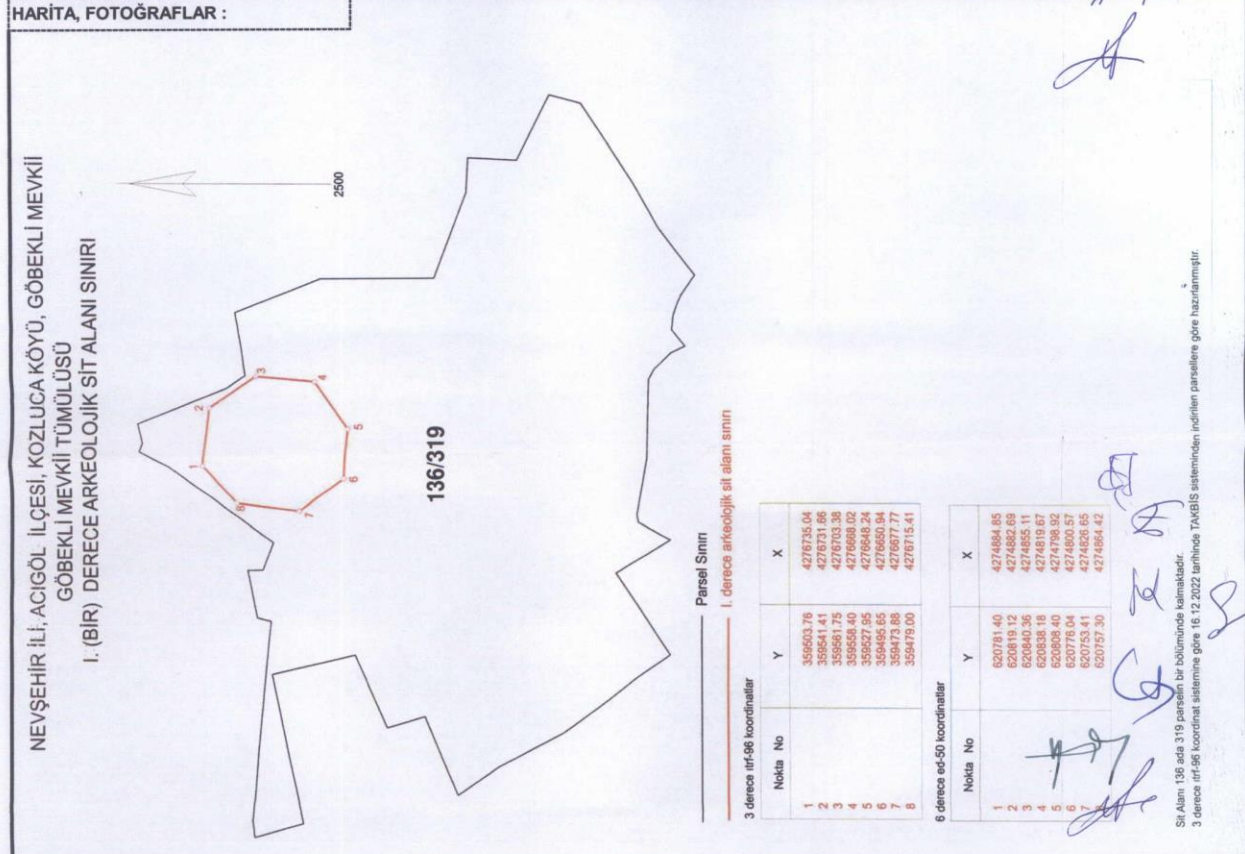 HARİTA, FOTOĞRAFLAR :
NEVŞEHİR İLİ, ACIGÖL İLÇESİ, KOZLUCA KÖYÜ, GÖBEKLİ MEVKİİ
GÖBEKLİ MEVKİİ TÜMÜLÜSÜ
I. (BİR) DERECE ARKEOLOJİK SİT ALANI SINIRI
2500
1
2
3
4
5
6
7
8
136/319
Parsel Sınırı
I. derece arkeolojik sit alanı sınırı
3 derece itrf-96 koordinatlar
Nokta No Y X
1 359503.76 4276735.04
2 359541.41 4276731.66
3 359561.75 4276703.38
4 359558.40 4276668.02
5 359527.95 4276648.24
6 359495.65 4276650.94
7 359473.88 4276677.77
8 359479.00 4276715.41
6 derece ed-50 koordinatlar
Nokta No Y X
1 620781.40 4274884.85
2 620819.12 4274882.69
3 620840.36 4274855.11
4 620838.18 4274819.67
5 620808.40 4274798.92
6 620776.04 4274800.57
7 620753.41 4274826.65
620757.30 4274864.42
Sit Alanı 136 ada 319 parselin bir bölümünde kalmaktadır.
3 derece itrf-96 koordinat sistemine göre 16.12.2022 tarihinde TAKBİS sisteminden indirilen parsellere göre hazırlanmıştır.